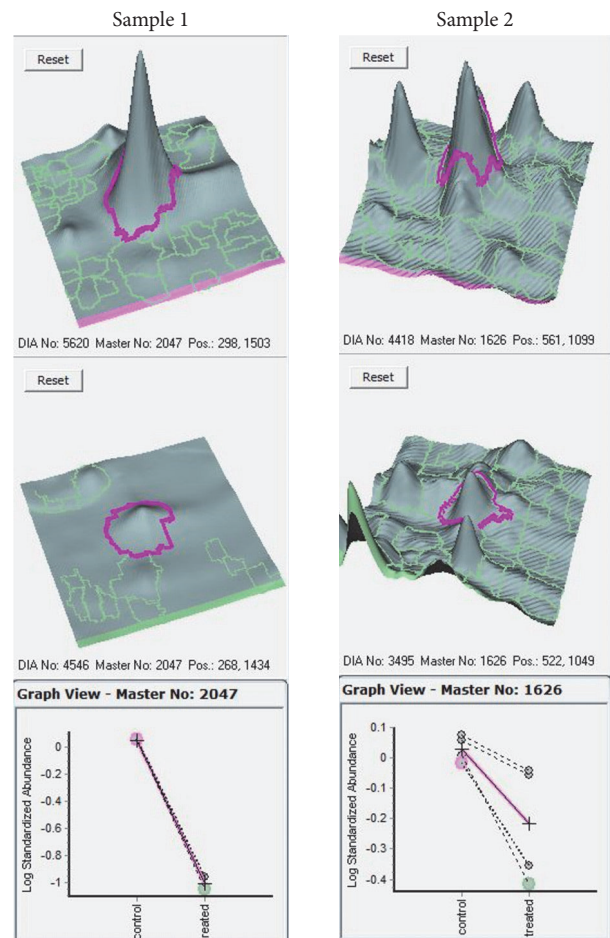 Sample 1
Reset
DIA No: 5620 Master No: 2047 Pos.: 298, 1503
Reset
DIA No: 4546 Master No: 2047 Pos.: 268, 1434
Graph View - Master No: 2047
Log Standardized Abundance
0
-0.2
-0.4
-0.6
-0.8
-1
control
treated
Sample 2
Reset
DIA No: 4418 Master No: 1626 Pos.: 561, 1099
Reset
DIA No: 3495 Master No: 1626 Pos.: 522, 1049
Graph View - Master No: 1626
Log Standardized Abundance
0.1
0
-0.1
-0.2
-0.3
-0.4
control
treated